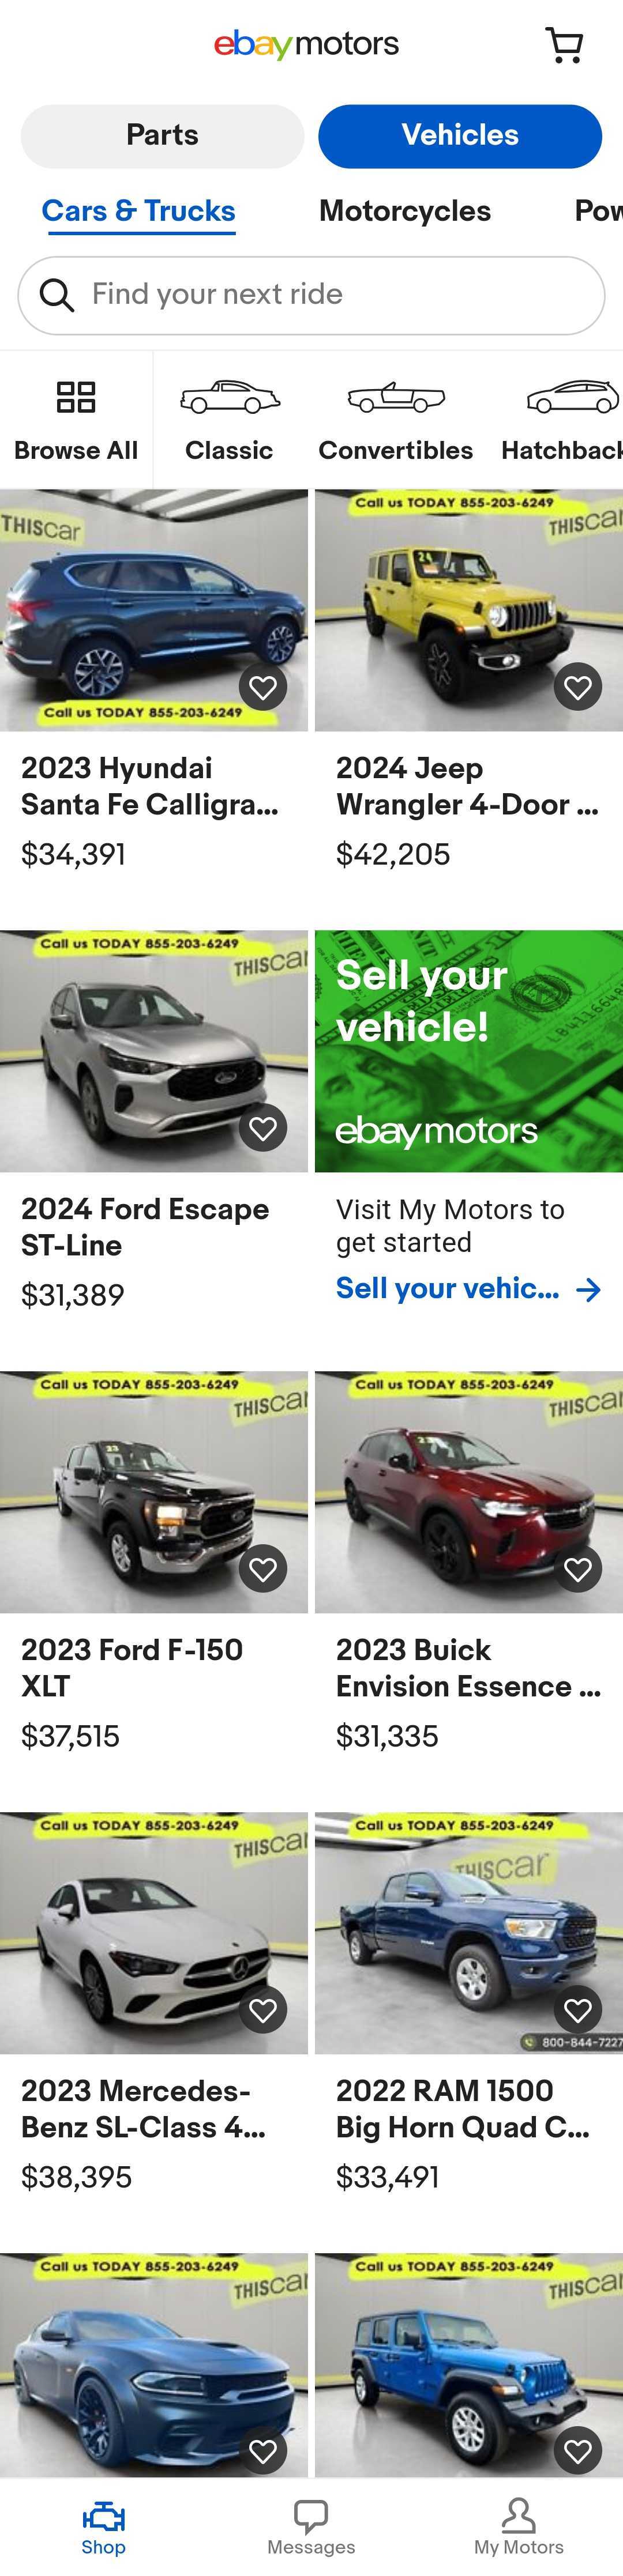 ebay motors
Parts
Vehicles
Cars & Trucks
Motorcycles
Pow
Find your next ride
Browse All
Classic
Convertibles
Hatchback
THISCar
Call us TODAY 855-203-6249
2023 Hyundai
Santa Fe Calligra...
$34,391
Call us TODAY 855-203-6249
THISCar
24
2024 Jeep
Wrangler 4-Door ...
$42,205
Call us TODAY 855-203-6249
THISCar
Ford
2024 Ford Escape
ST-Line
$31,389
Sell your
vehicle!
ebay motors
Visit My Motors to
get started
Sell your vehic...
Call us TODAY 855-203-6249
THISCar
23
2023 Ford F-150
XLT
$37,515
Call us TODAY 855-203-6249
THISCar
23
2023 Buick
Envision Essence ...
$31,335
Call us TODAY 855-203-6249
THISCar
2023 Mercedes-
Benz SL-Class 4...
$38,395
Call us TODAY 855-203-6249
THISCar
800-844-7227
2022 RAM 1500
Big Horn Quad C...
$33,491
Call us TODAY 855-203-6249
THISCar
Call us TODAY 855-203-6249
THISCar
Shop
Messages
My Motors